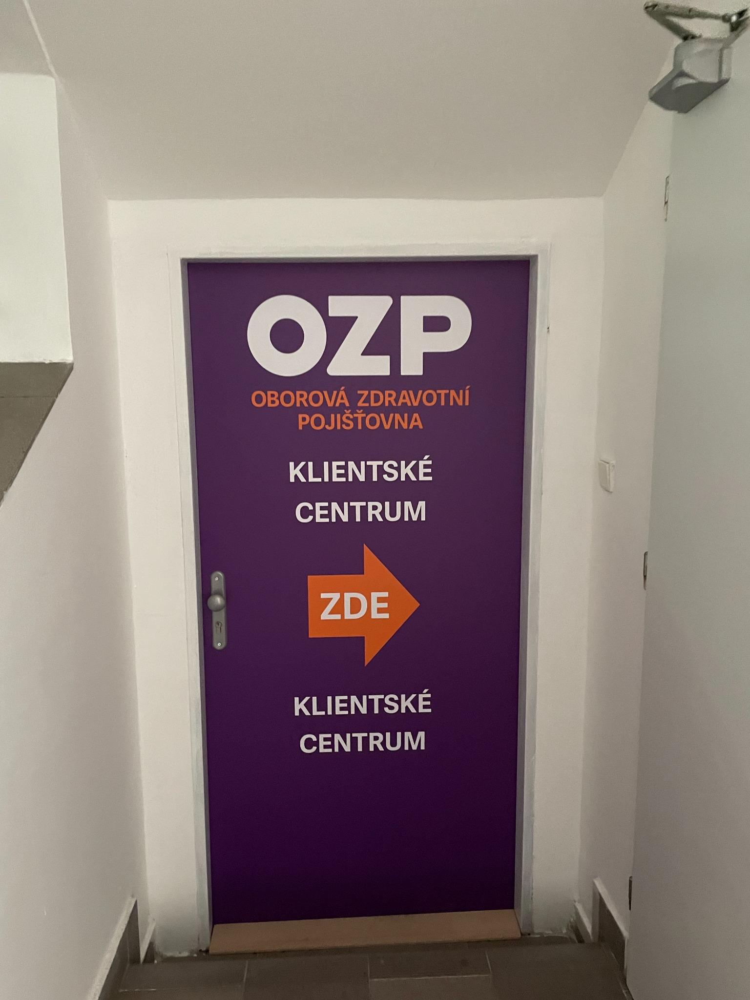 OZP
OBOROVÁ ZDRAVOTNÍ
POJIŠŤOVNA
KLIENTSKÉ
CENTRUM
ZDE
KLIENTSKÉ
CENTRUM